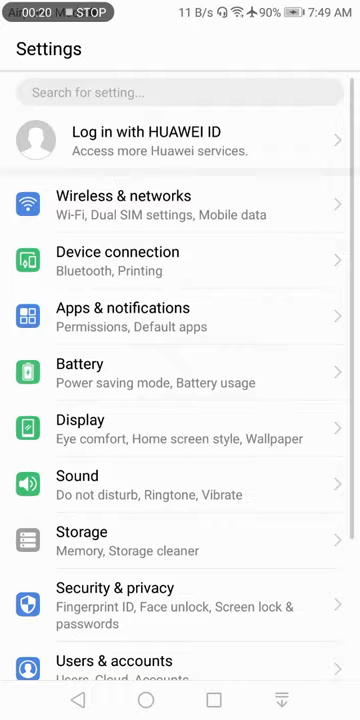 00:20 STOP 11 B/s 90% 7:49 AM
Settings
Search for setting...
Log in with HUAWEI ID
Access more Huawei services.
Wireless & networks
Wi-Fi, Dual SIM settings, Mobile data
Device connection
Bluetooth, Printing
Apps & notifications
Permissions, Default apps
Battery
Power saving mode, Battery usage
Display
Eye comfort, Home screen style, Wallpaper
Sound
Do not disturb, Ringtone, Vibrate
Storage
Memory, Storage cleaner
Security & privacy
Fingerprint ID, Face unlock, Screen lock &
passwords
Users & accounts
Users, Cloud, Accounts